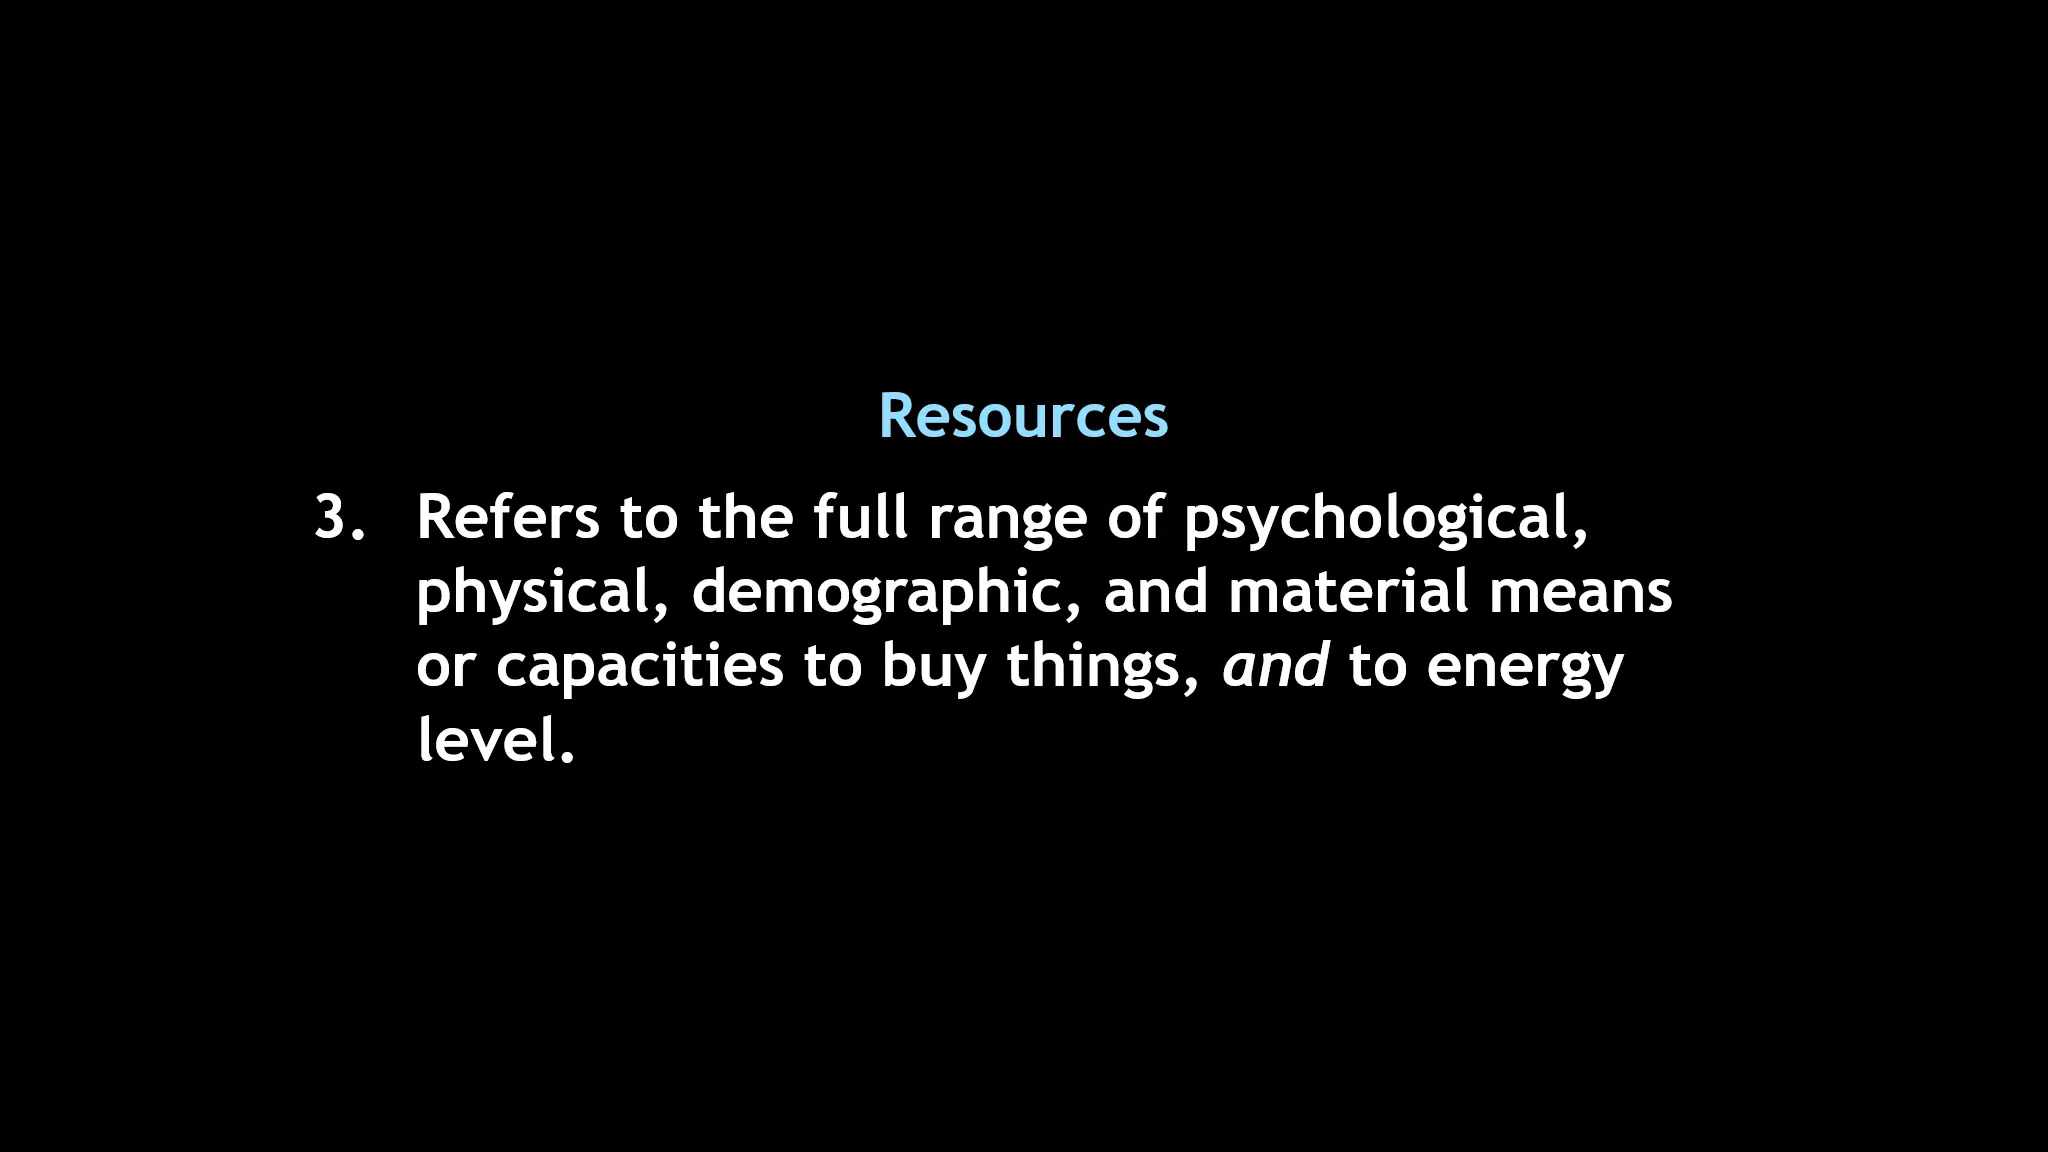 Resources
3. Refers to the full range of psychological,
physical, demographic, and material means
or capacities to buy things, and to energy
level.